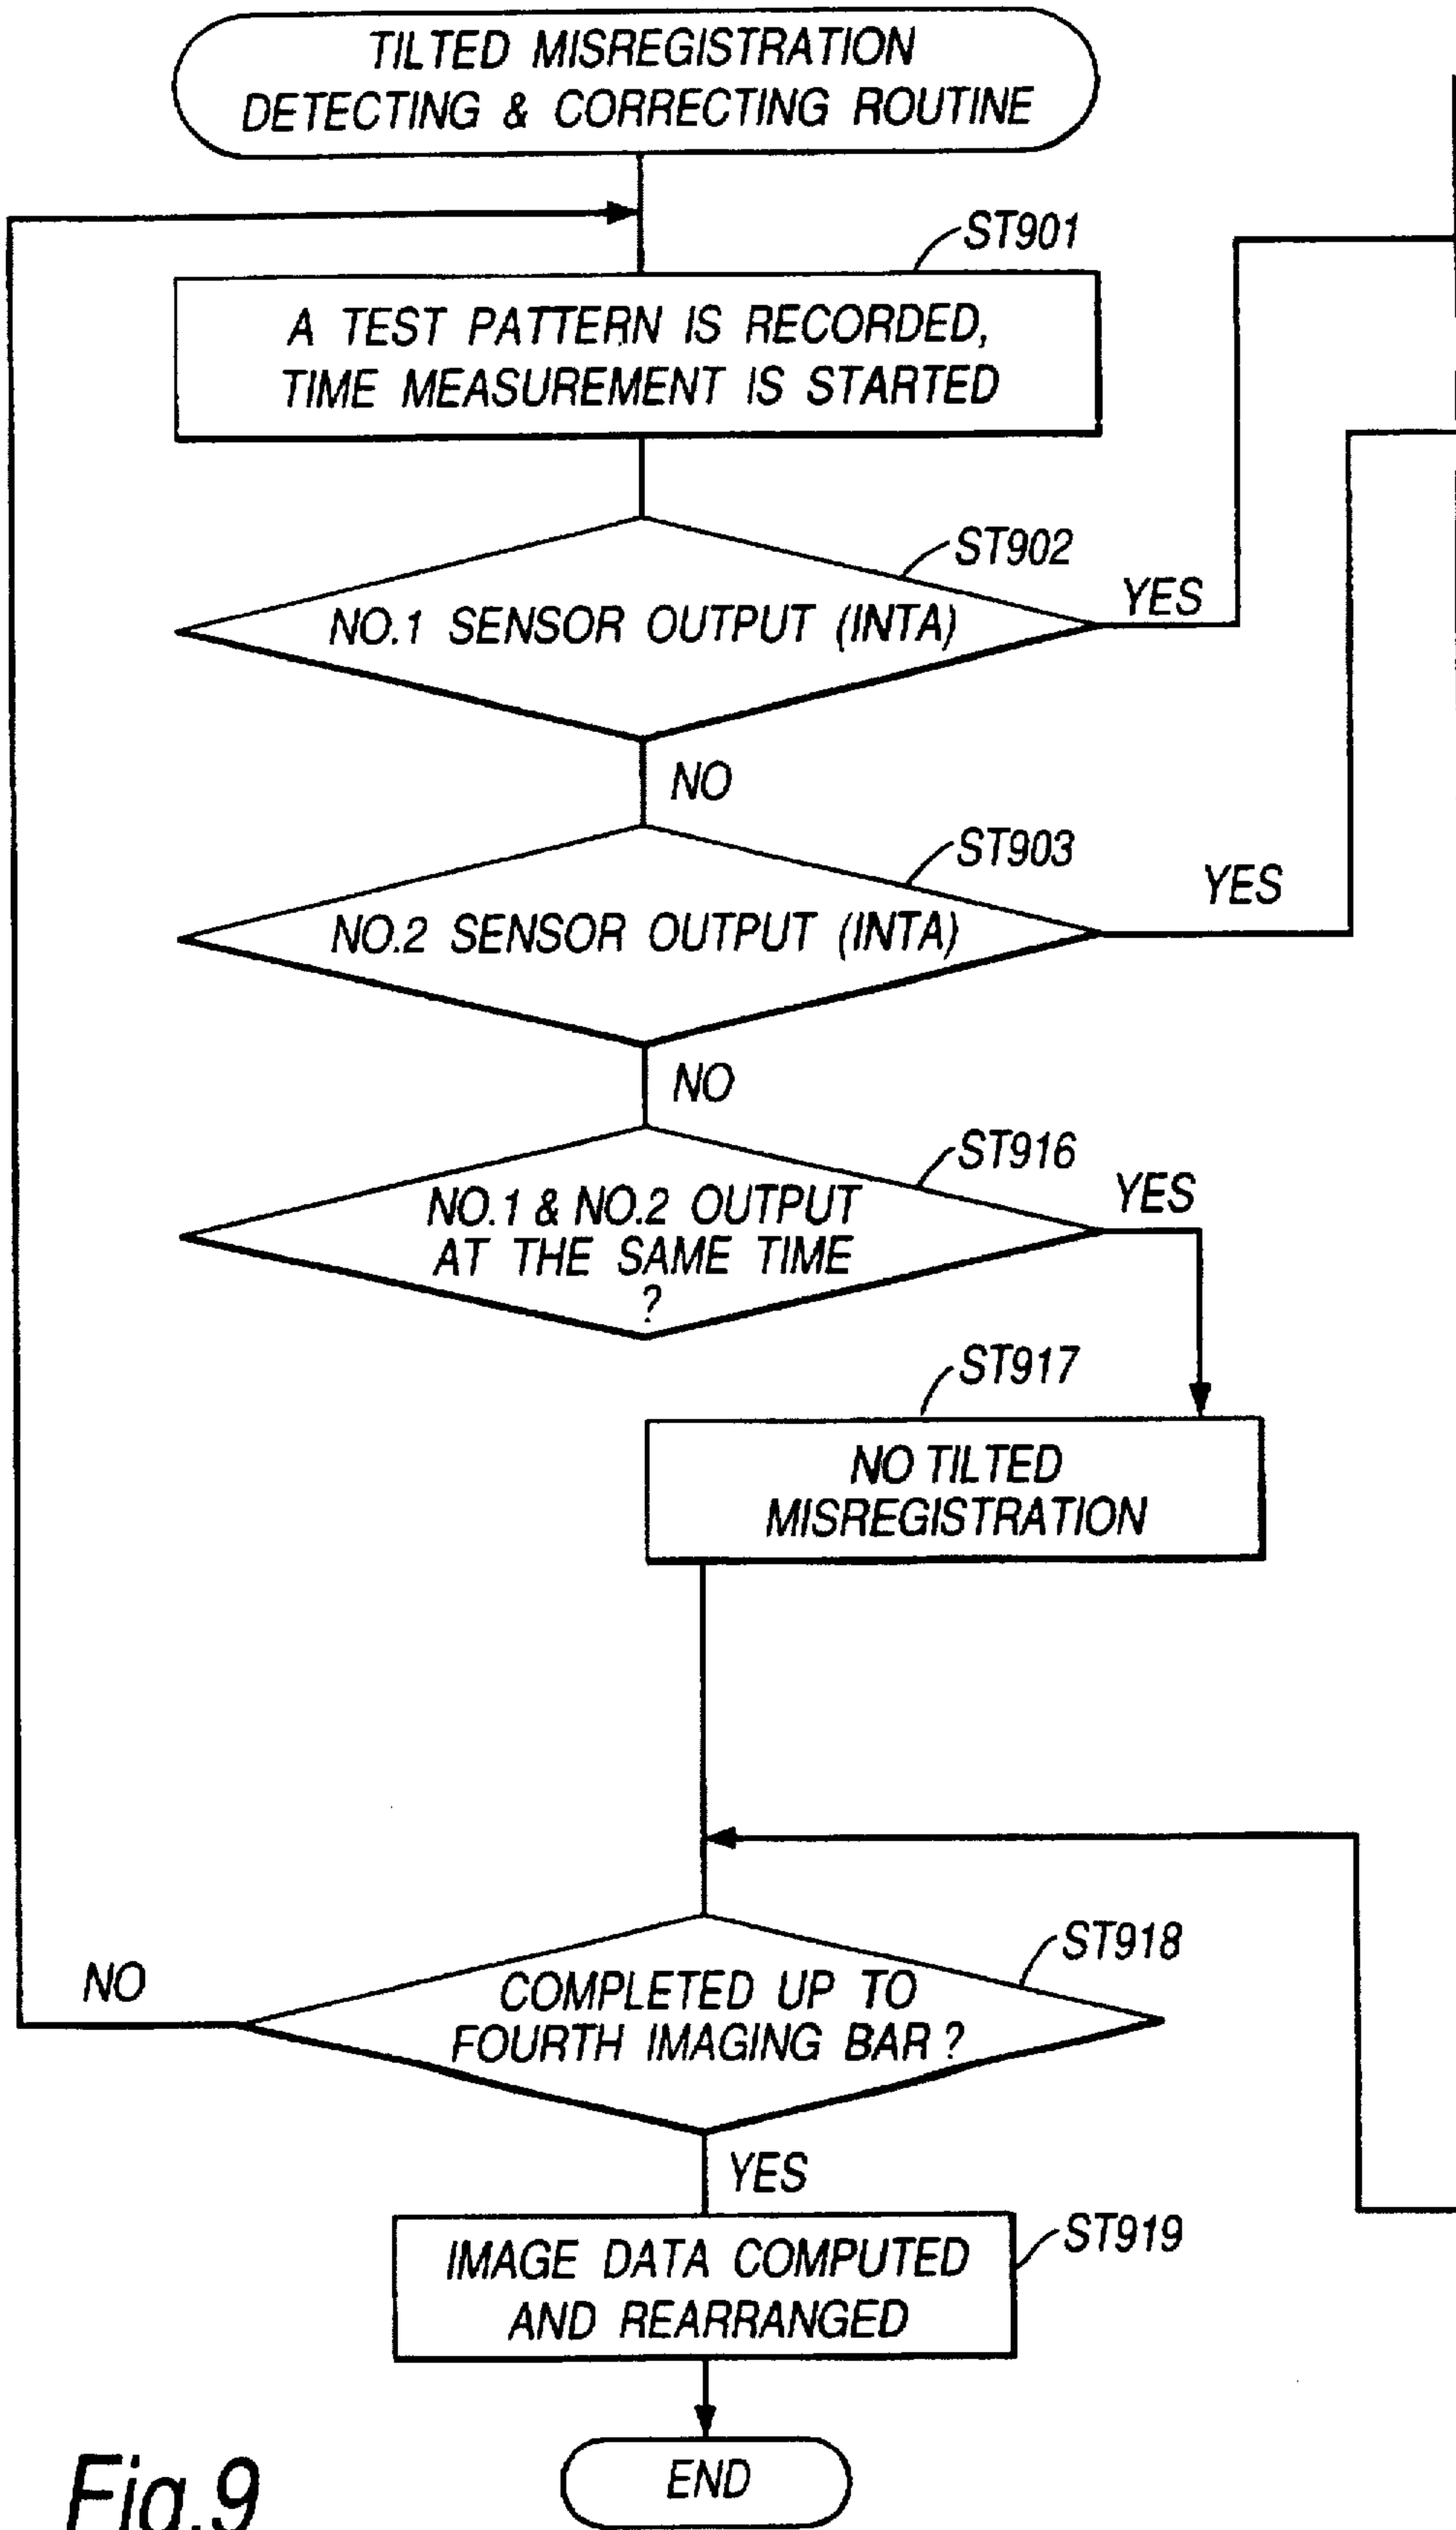 TILTED MISREGISTRATION
DETECTING & CORRECTING ROUTINE
ST901
A TEST PATTERN IS RECORDED,
TIME MEASUREMENT IS STARTED
ST902
NO.1 SENSOR OUTPUT (INTA)
YES
NO
ST903
NO.2 SENSOR OUTPUT (INTA)
YES
NO
ST916
NO.1 & NO.2 OUTPUT
AT THE SAME TIME
?
YES
ST917
NO TILTED
MISREGISTRATION
ST918
COMPLETED UP TO
FOURTH IMAGING BAR ?
NO
YES
ST919
IMAGE DATA COMPUTED
AND REARRANGED
END
Fig.9